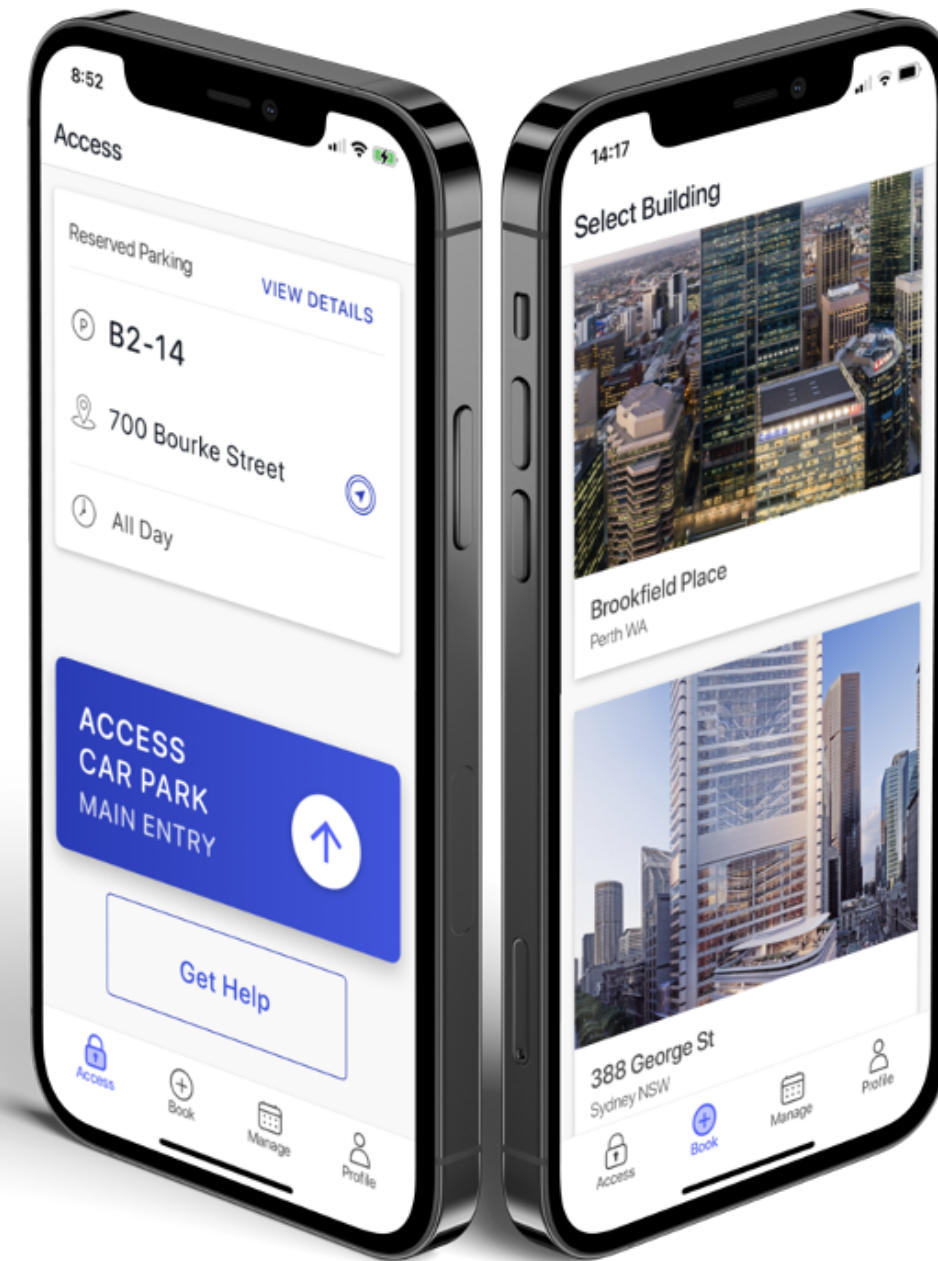 8:52
Access
Reserved Parking
VIEW DETAILS
B2-14
700 Bourke Street
All Day
ACCESS
CAR PARK
MAIN ENTRY
Get Help
Access
Book
Manage
Profile
14:17
Select Building
Brookfield Place
Perth WA
388 George St
Sydney NSW
Access
Book
Manage
Profile